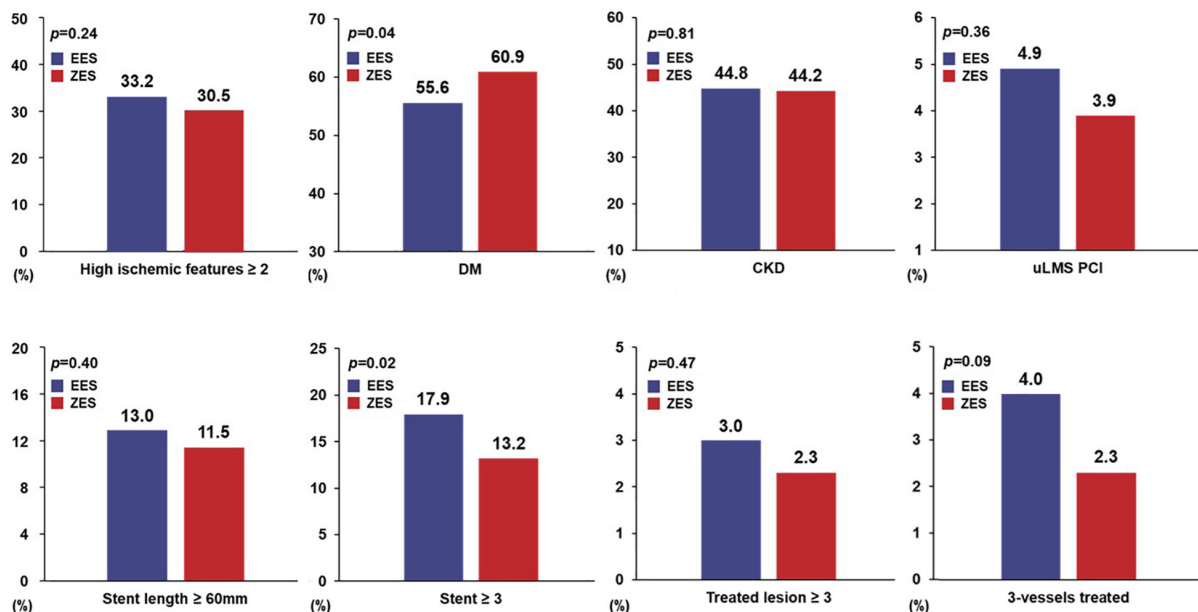 50
40
30
20
10
0
(%)
p=0.24
EES
ZES
33.2
30.5
High ischemic features ≥ 2
70
60
50
40
30
(%)
p=0.04
EES
ZES
55.6
60.9
DM
60
50
40
30
20
10
(%)
p=0.81
EES
ZES
44.8
44.2
CKD
6
5
4
3
2
1
(%)
p=0.36
EES
ZES
4.9
3.9
uLMS PCI
20
16
12
8
4
0
(%)
p=0.40
EES
ZES
13.0
11.5
Stent length ≥ 60mm
25
20
15
10
5
0
(%)
p=0.02
EES
ZES
17.9
13.2
Stent ≥ 3
5
4
3
2
1
0
(%)
p=0.47
EES
ZES
3.0
2.3
Treated lesion ≥ 3
5
4
3
2
1
0
(%)
p=0.09
EES
ZES
4.0
2.3
3-vessels treated